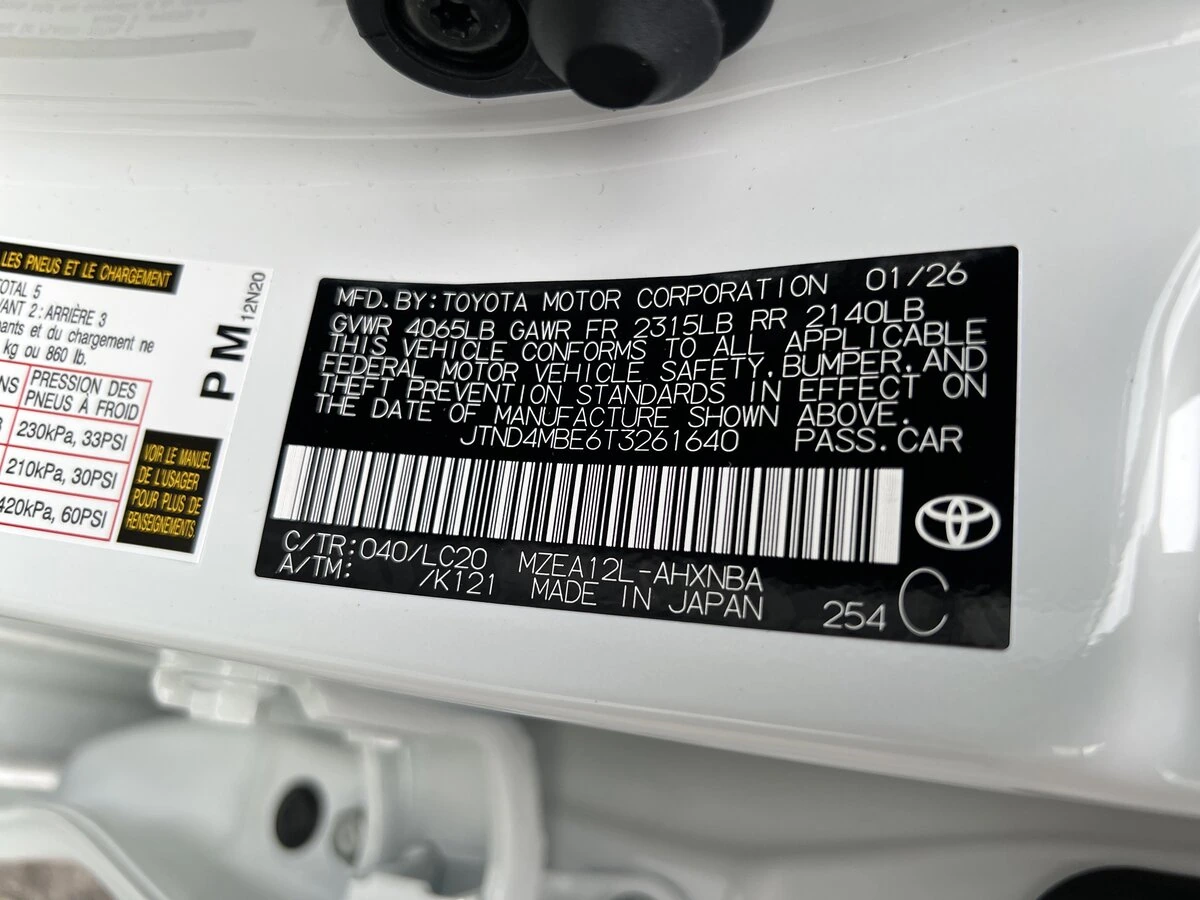 LES PNEUS ET LE CHARGEMENT
TOTAL 5
AVANT 2: ARRIÈRE 3
et du chargement ne
kg ou 860 lb.
PRESSION DES
PNEUS À FROID
230kPa, 33PSI
210kPa, 30PSI
420kPa, 60PSI
PM
12N20
VOIR LE MANUEL
DE L'USAGER
POUR PLUS DE
RENSEIGNEMENTS.
MFD.BY:TOYOTA MOTOR CORPORATION 01/26
GVWR 4065LB GAWR FR 2315LB RR 2140LB
THIS VEHICLE CONFORMS TO ALL APPLICABLE
FEDERAL MOTOR VEHICLE SAFETY,BUMPER,AND
THEFT PREVENTION STANDARDS IN EFFECT ON
THE DATE OF MANUFACTURE SHOWN ABOVE.
JTND4MBE6T3261640 PASS.CAR
C/TR:040/LC20 MZEA12L-AHXNBA
A/TM: /K121 MADE IN JAPAN 254 C